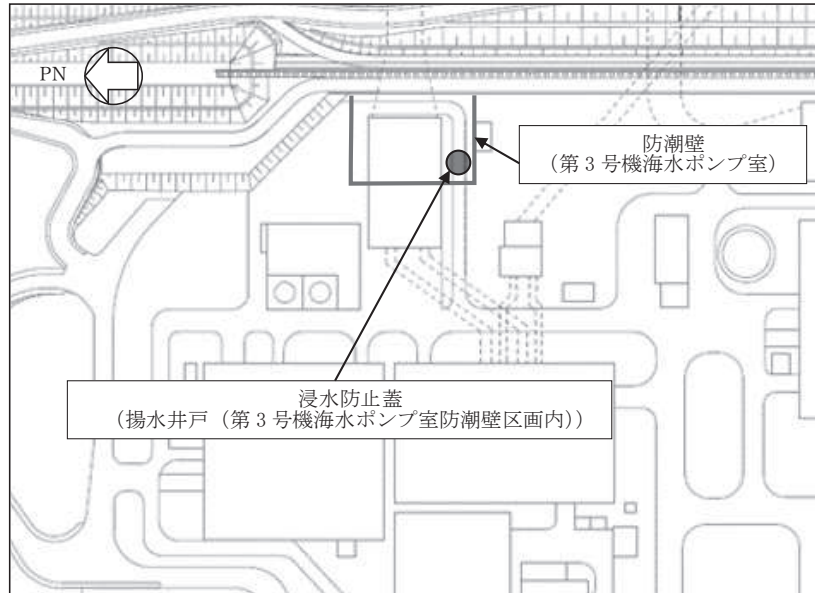 PN
防潮壁
（第３号機海水ポンプ室）
浸水防止蓋
（揚水井戸（第３号機海水ポンプ室防潮壁区画内））